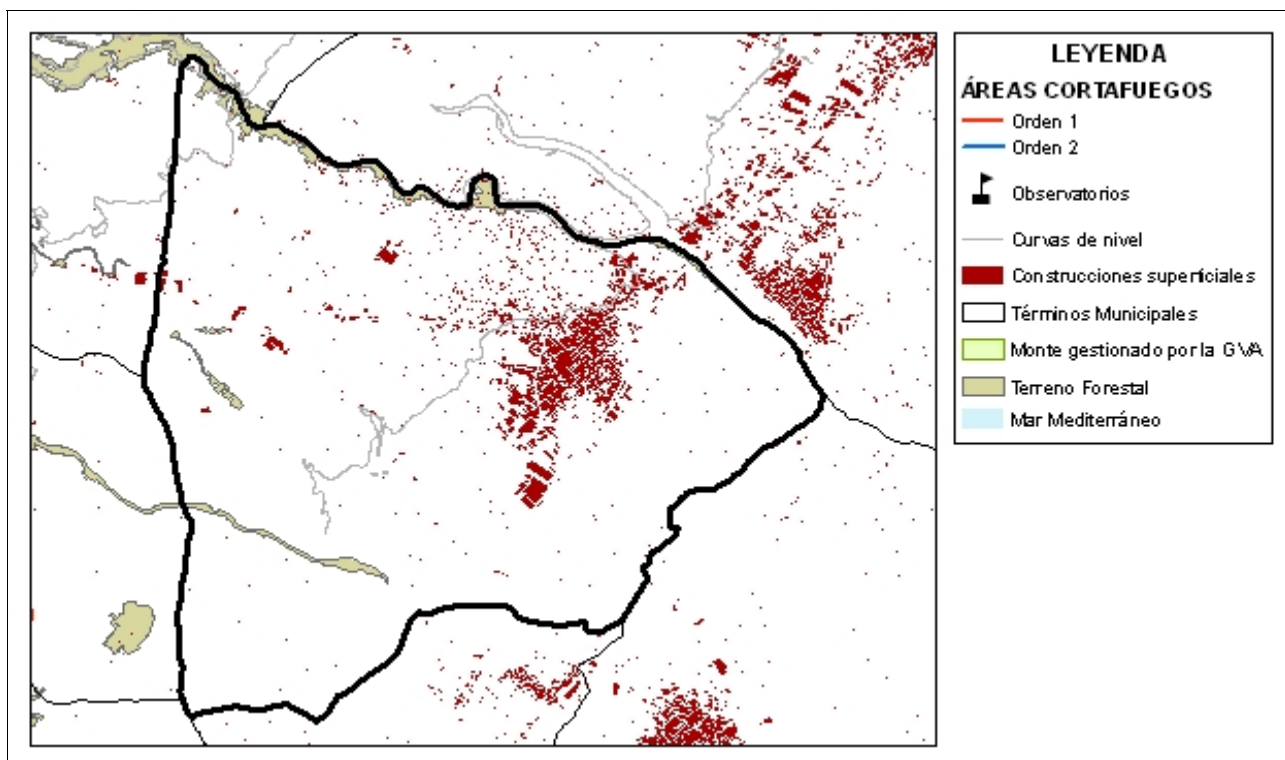 LEYENDA
ÁREAS CORTAFUEGOS
Orden 1
Orden 2
Observatorios
Curvas de nivel
Construcciones superficiales
Términos Municipales
Monte gestionado por la GVA
Terreno Forestal
Mar Mediterráneo